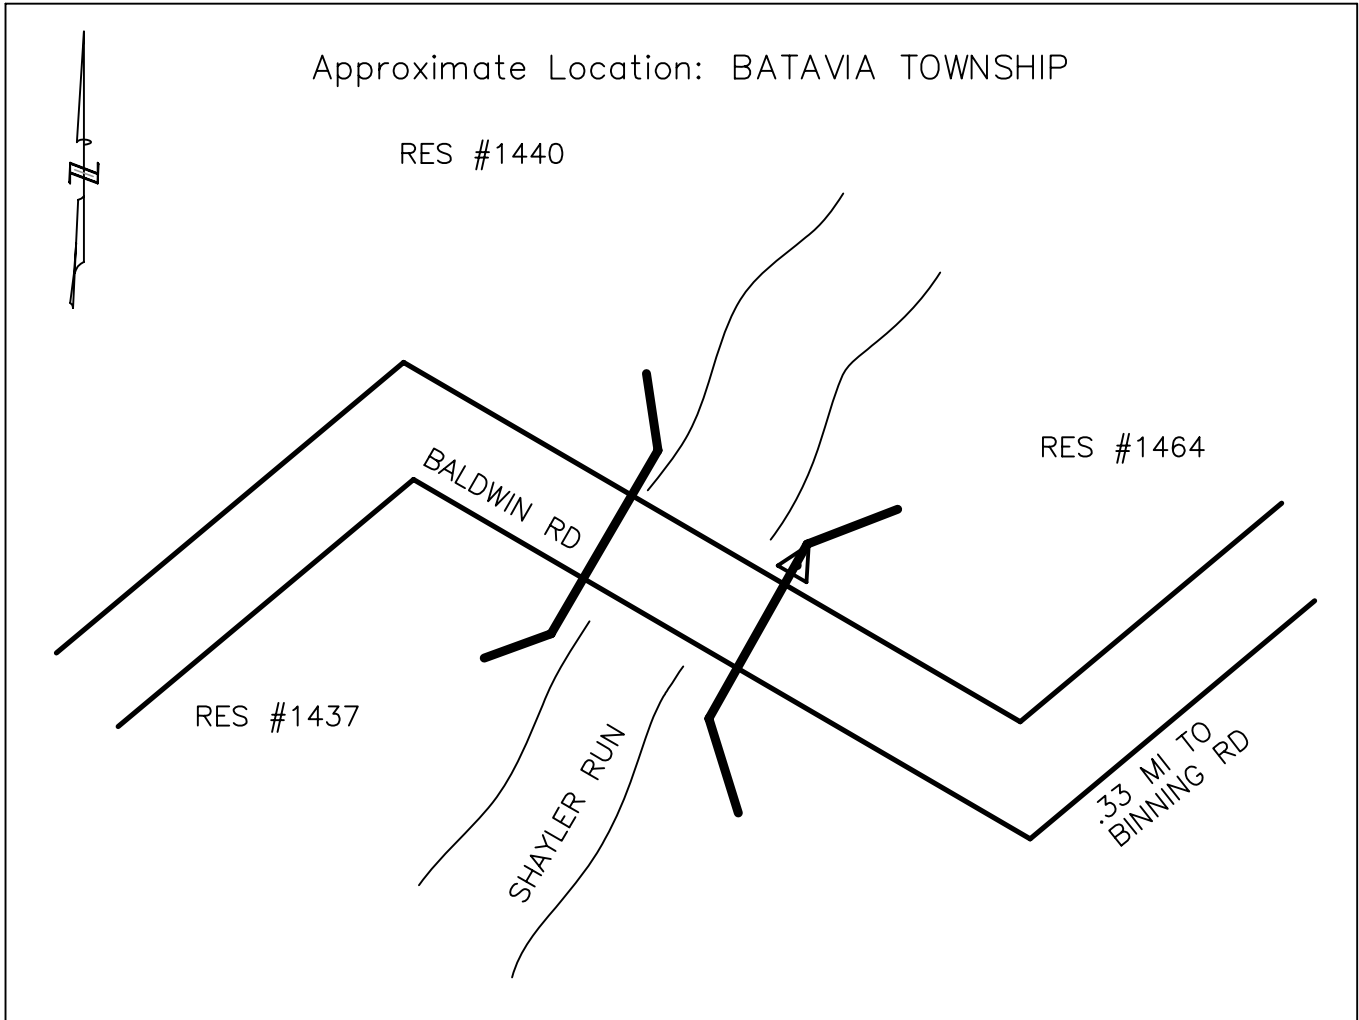 Approximate Location: BATAVIA TOWNSHIP
RES #1440
N
RES #1464
BALDWIN RD
RES #1437
SHAYLER RUN
.33 MI TO
BINNING RD